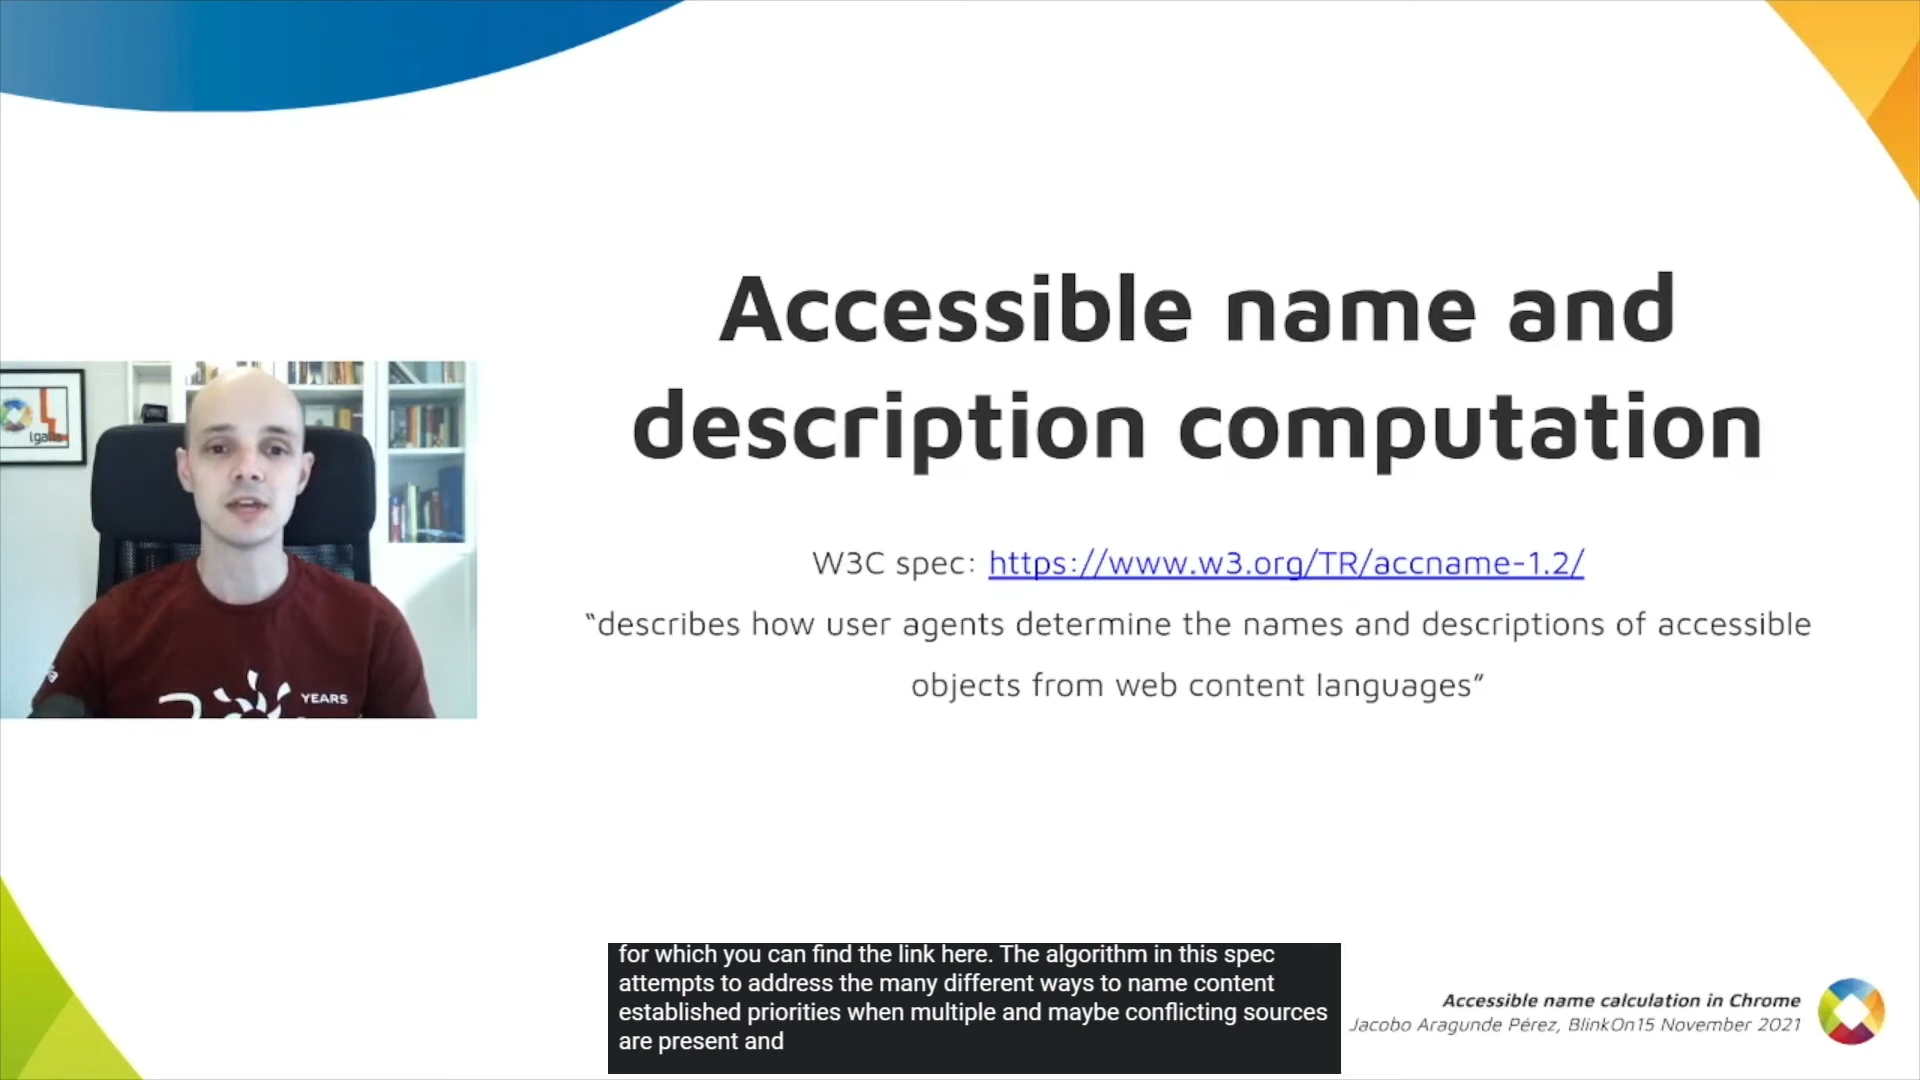 Accessible name and
description computation
W3C spec: https://www.w3.org/TR/accname-1.2/
“describes how user agents determine the names and descriptions of accessible
objects from web content languages”
Igalia
YEARS
for which you can find the link here. The algorithm in this spec
attempts to address the many different ways to name content
established priorities when multiple and maybe conflicting sources
are present and
Accessible name calculation in Chrome
Jacobo Aragunde Pérez, BlinkOn15 November 2021